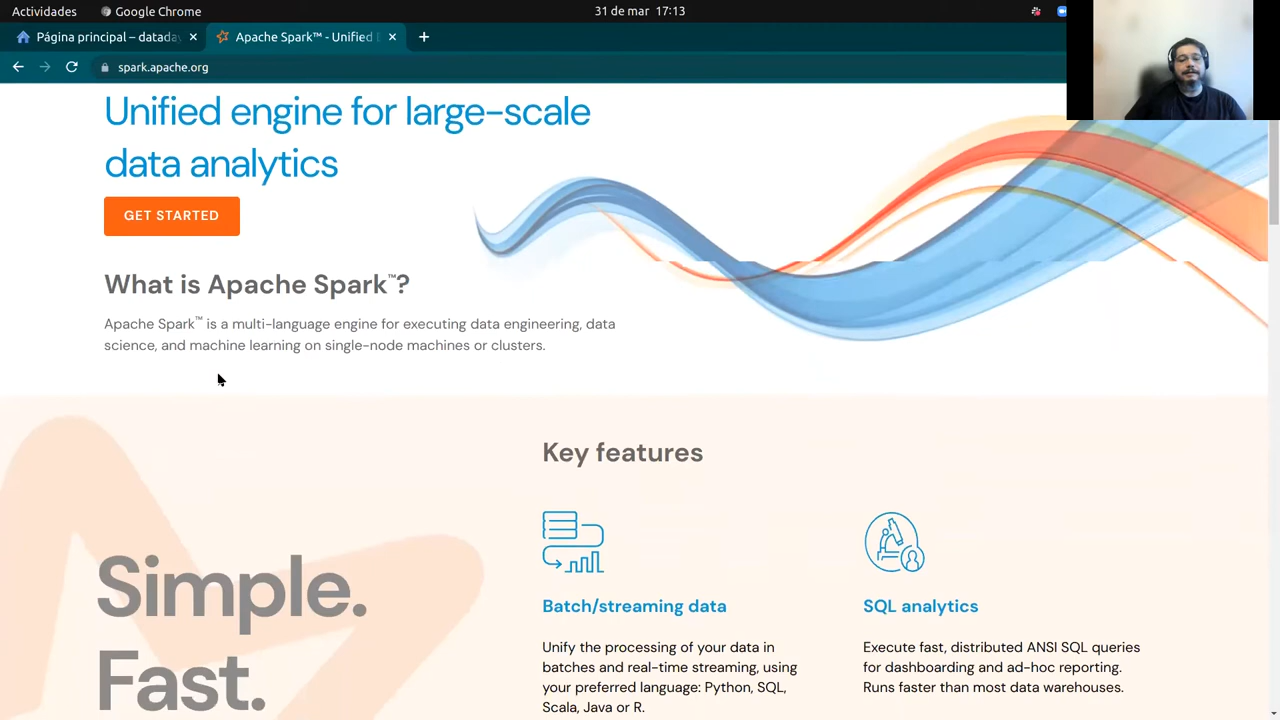 Actividades
Google Chrome
31 de mar 17:13
Página principal – dataday
Apache Spark™ - Unified
spark.apache.org
Unified engine for large-scale
data analytics
GET STARTED
What is Apache Spark™?
Apache Spark™ is a multi-language engine for executing data engineering, data
science, and machine learning on single-node machines or clusters.
Key features
Simple.
Fast.
Batch/streaming data
Unify the processing of your data in
batches and real-time streaming, using
your preferred language: Python, SQL,
Scala, Java or R.
SQL analytics
Execute fast, distributed ANSI SQL queries
for dashboarding and ad-hoc reporting.
Runs faster than most data warehouses.